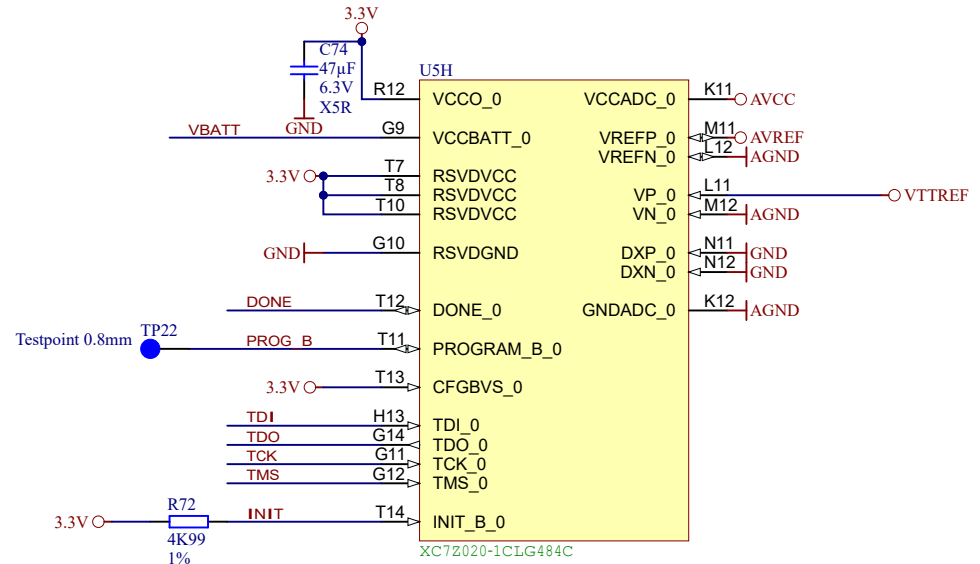 3.3V
C74
47µF
6.3V
X5R
GND
U5H
R12 VCCO_0 VCCADC_0 K11 AVCC
VBATT G9 VCCBATT_0 VREFP_0 M11 AVREF
VREFN_0 L12 AGND
3.3V T7 RSVDVCC
T8 RSVDVCC VP_0 L11 VTTREF
T10 RSVDVCC VN_0 M12 AGND
GND G10 RSVDGND DXP_0 N11 GND
DXN_0 N12 GND
DONE T12 DONE_0 GNDADC_0 K12 AGND
Testpoint 0.8mm TP22 PROG_B T11 PROGRAM_B_0
3.3V T13 CFGBVS_0
TDI H13 TDI_0
TDO G14 TDO_0
TCK G11 TCK_0
TMS G12 TMS_0
R72
3.3V INIT T14 INIT_B_0
4K99
1%
XC7Z020-1CLG484C